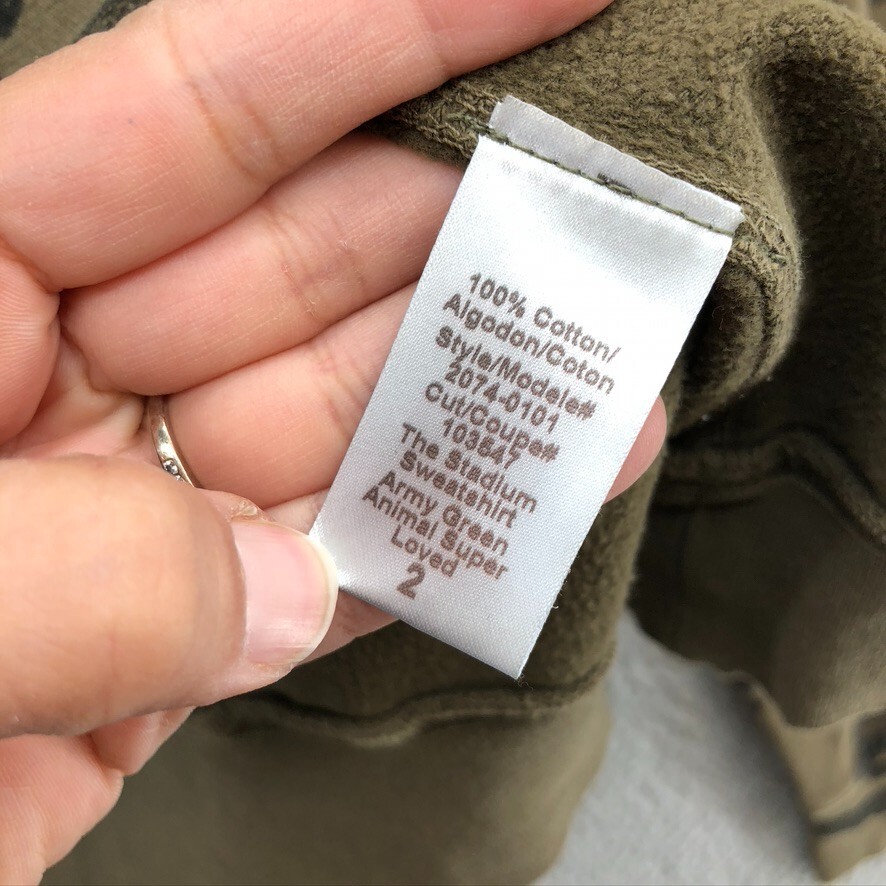 100% Cotton/
Algodon/Coton
Style/Modele#
2074-0101
Cut/Coupe#
103847
The Stadium
Sweatshirt
Army Green
Animal Super
Loved
2